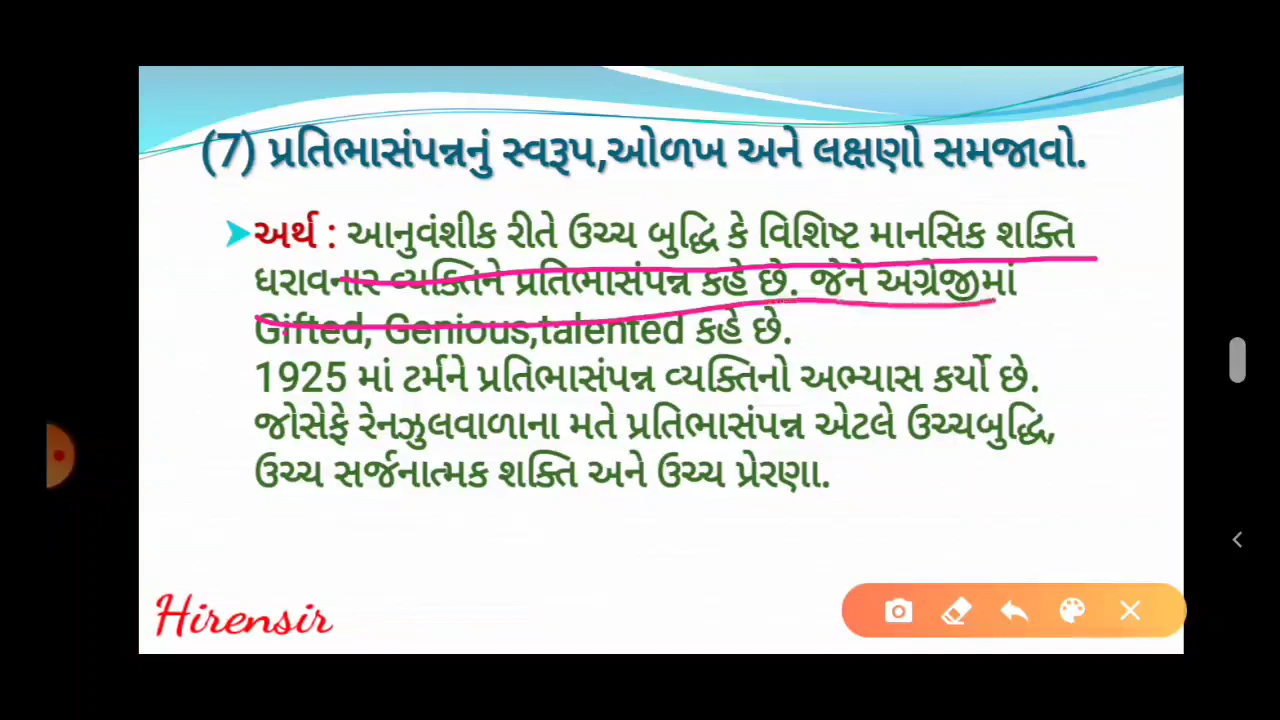 (7) પ્રતિભાસંપન્નનું સ્વરૂપ,ઓળખ અને લક્ષણો સમજાવો.
અર્થ : આનુવંશીક રીતે ઉચ્ચ બુદ્ધિ કે વિશિષ્ટ માનસિક શક્તિ
ધરાવનાર વ્યક્તિને પ્રતિભાસંપન્ન કહે છે. જેને અગ્રેજીમાં
Gifted, Genious,talented કહે છે.
1925 માં ટર્મને પ્રતિભાસંપન્ન વ્યક્તિનો અભ્યાસ કર્યો છે.
જોસેફે રેનઝુલવાળાના મતે પ્રતિભાસંપન્ન એટલે ઉચ્ચબુદ્ધિ,
ઉચ્ચ સર્જનાત્મક શક્તિ અને ઉચ્ચ પ્રેરણા.
Hirensir